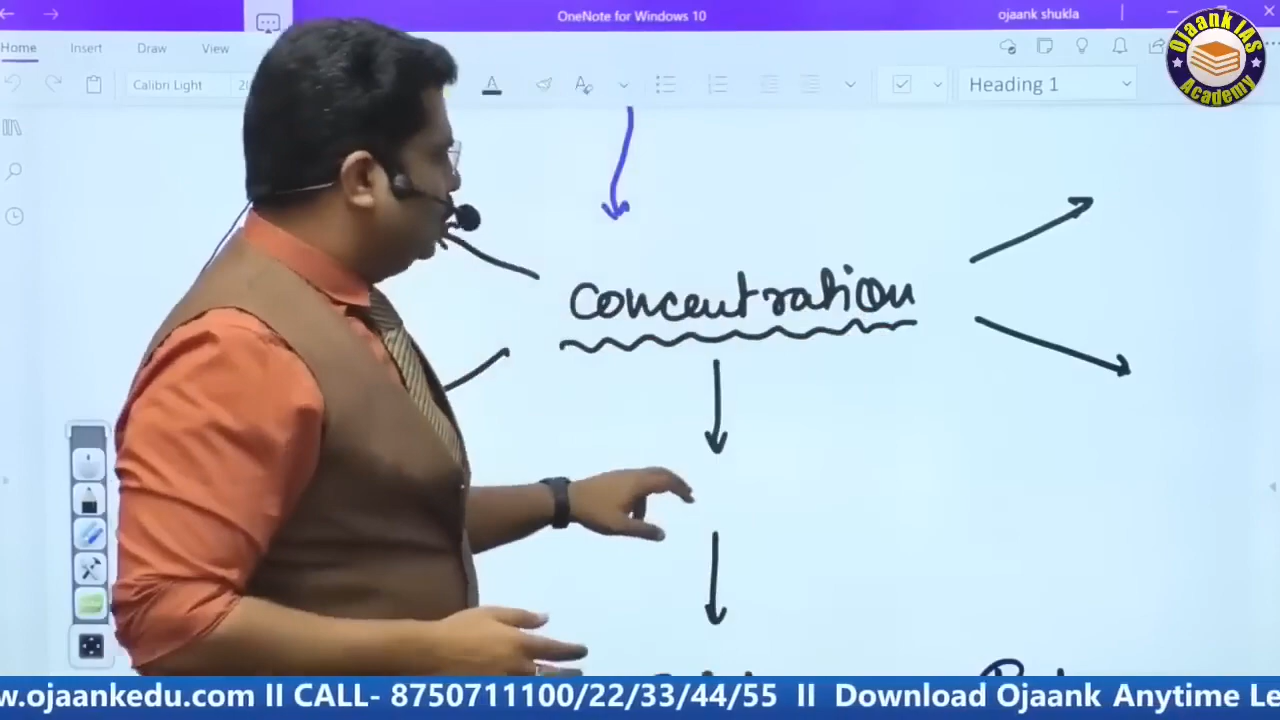 OneNote for Windows 10
ojaank shukla
Home Insert Draw View
Calibri Light 20
Heading 1
Ojaank IAS
Academy
concentration
w.ojaankedu.com II CALL- 8750711100/22/33/44/55 II Download Ojaank Anytime Le